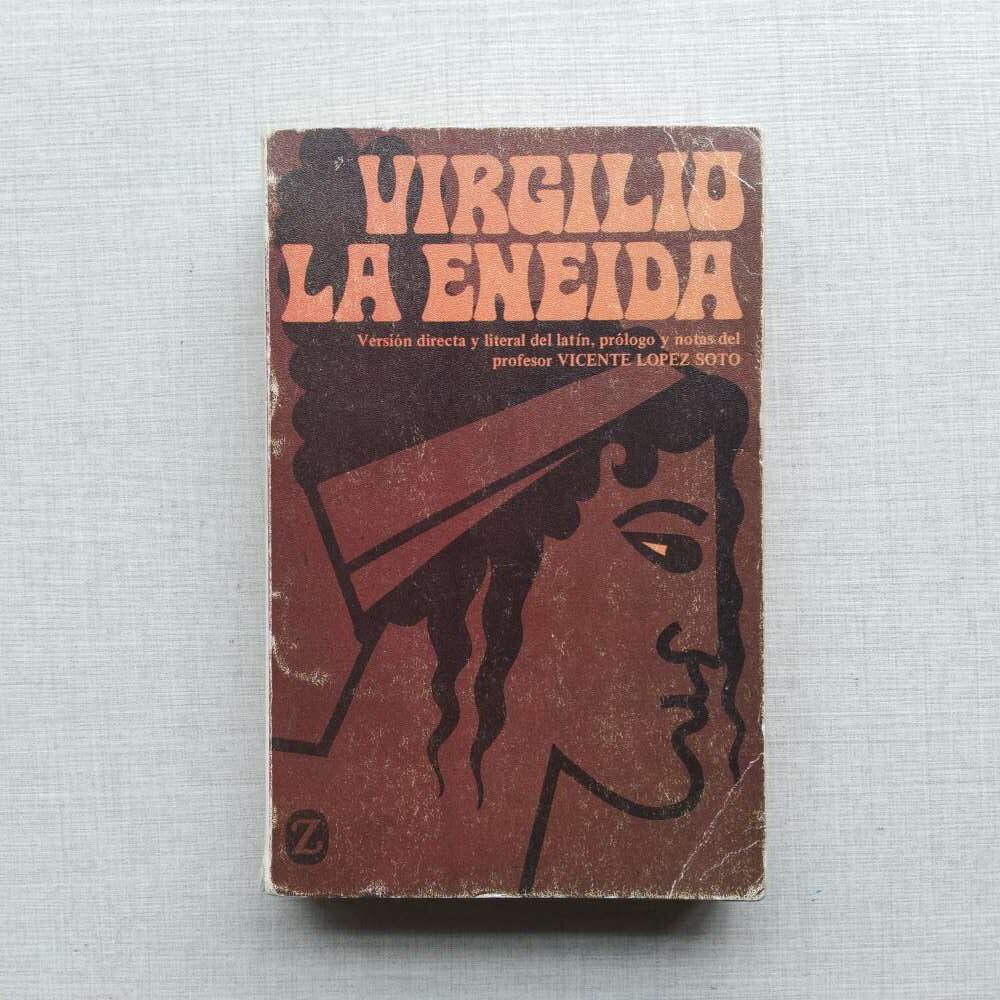 VIRGILIO
LA ENEIDA
Versión directa y literal del latín, prólogo y notas del
profesor VICENTE LOPEZ SOTO
Z